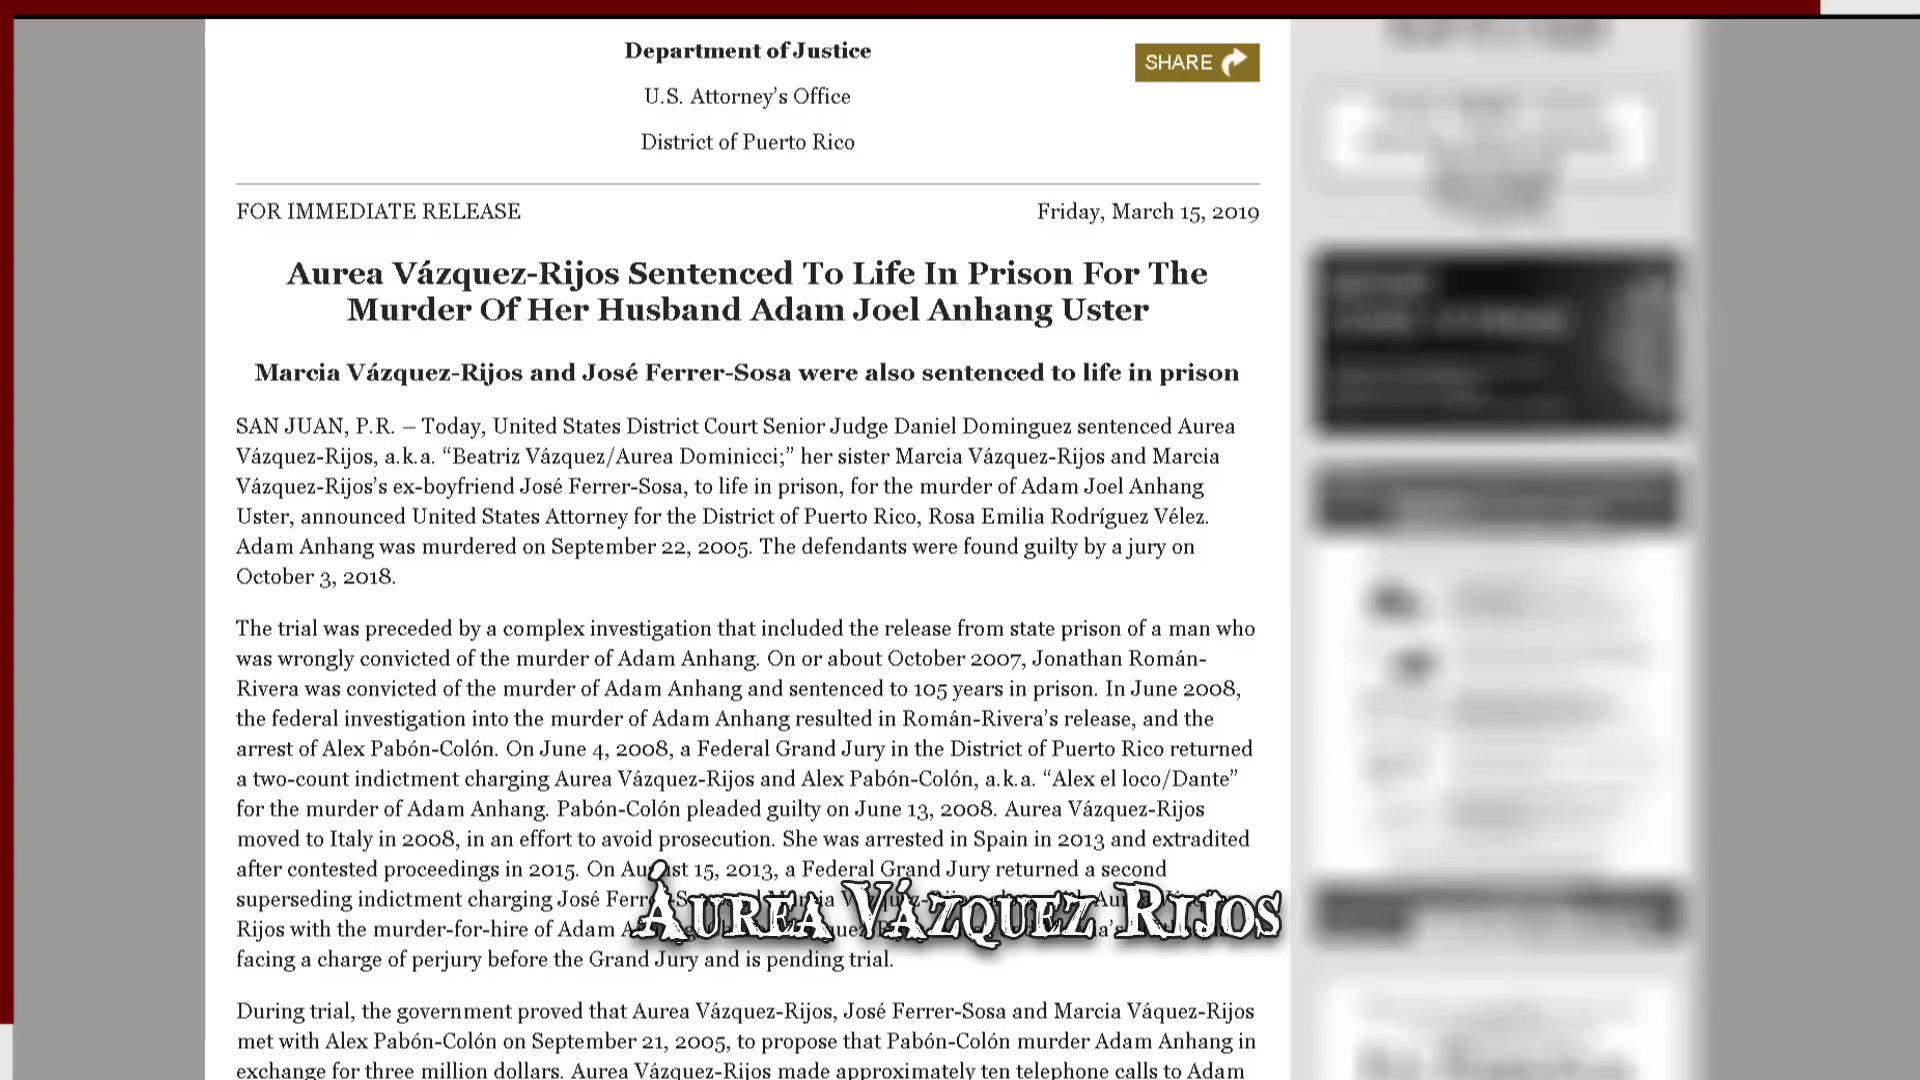 Department of Justice
SHARE
U.S. Attorney's Office
District of Puerto Rico
FOR IMMEDIATE RELEASE
Friday, March 15, 2019
Aurea Vázquez-Rijos Sentenced To Life In Prison For The
Murder Of Her Husband Adam Joel Anhang Uster
Marcia Vázquez-Rijos and José Ferrer-Sosa were also sentenced to life in prison
SAN JUAN, P.R. – Today, United States District Court Senior Judge Daniel Dominguez sentenced Aurea
Vázquez-Rijos, a.k.a. “Beatriz Vázquez/Aurea Dominicci;” her sister Marcia Vázquez-Rijos and Marcia
Vázquez-Rijos’s ex-boyfriend José Ferrer-Sosa, to life in prison, for the murder of Adam Joel Anhang
Uster, announced United States Attorney for the District of Puerto Rico, Rosa Emilia Rodríguez Vélez.
Adam Anhang was murdered on September 22, 2005. The defendants were found guilty by a jury on
October 3, 2018.
The trial was preceded by a complex investigation that included the release from state prison of a man who
was wrongly convicted of the murder of Adam Anhang. On or about October 2007, Jonathan Román-
Rivera was convicted of the murder of Adam Anhang and sentenced to 105 years in prison. In June 2008,
the federal investigation into the murder of Adam Anhang resulted in Román-Rivera’s release, and the
arrest of Alex Pabón-Colón. On June 4, 2008, a Federal Grand Jury in the District of Puerto Rico returned
a two-count indictment charging Aurea Vázquez-Rijos and Alex Pabón-Colón, a.k.a. “Alex el loco/Dante”
for the murder of Adam Anhang. Pabón-Colón pleaded guilty on June 13, 2008. Aurea Vázquez-Rijos
moved to Italy in 2008, in an effort to avoid prosecution. She was arrested in Spain in 2013 and extradited
after contested proceedings in 2015. On August 15, 2013, a Federal Grand Jury returned a second
superseding indictment charging José
Rijos with the murder-for-hire of Adam
facing a charge of perjury before the Grand Jury and is pending trial.
Áurea Vázquez Rijos
During trial, the government proved that Aurea Vázquez-Rijos, José Ferrer-Sosa and Marcia Váquez-Rijos
met with Alex Pabón-Colón on September 21, 2005, to propose that Pabón-Colón murder Adam Anhang in
exchange for three million dollars. Aurea Vázquez-Rijos made approximately ten telephone calls to Adam